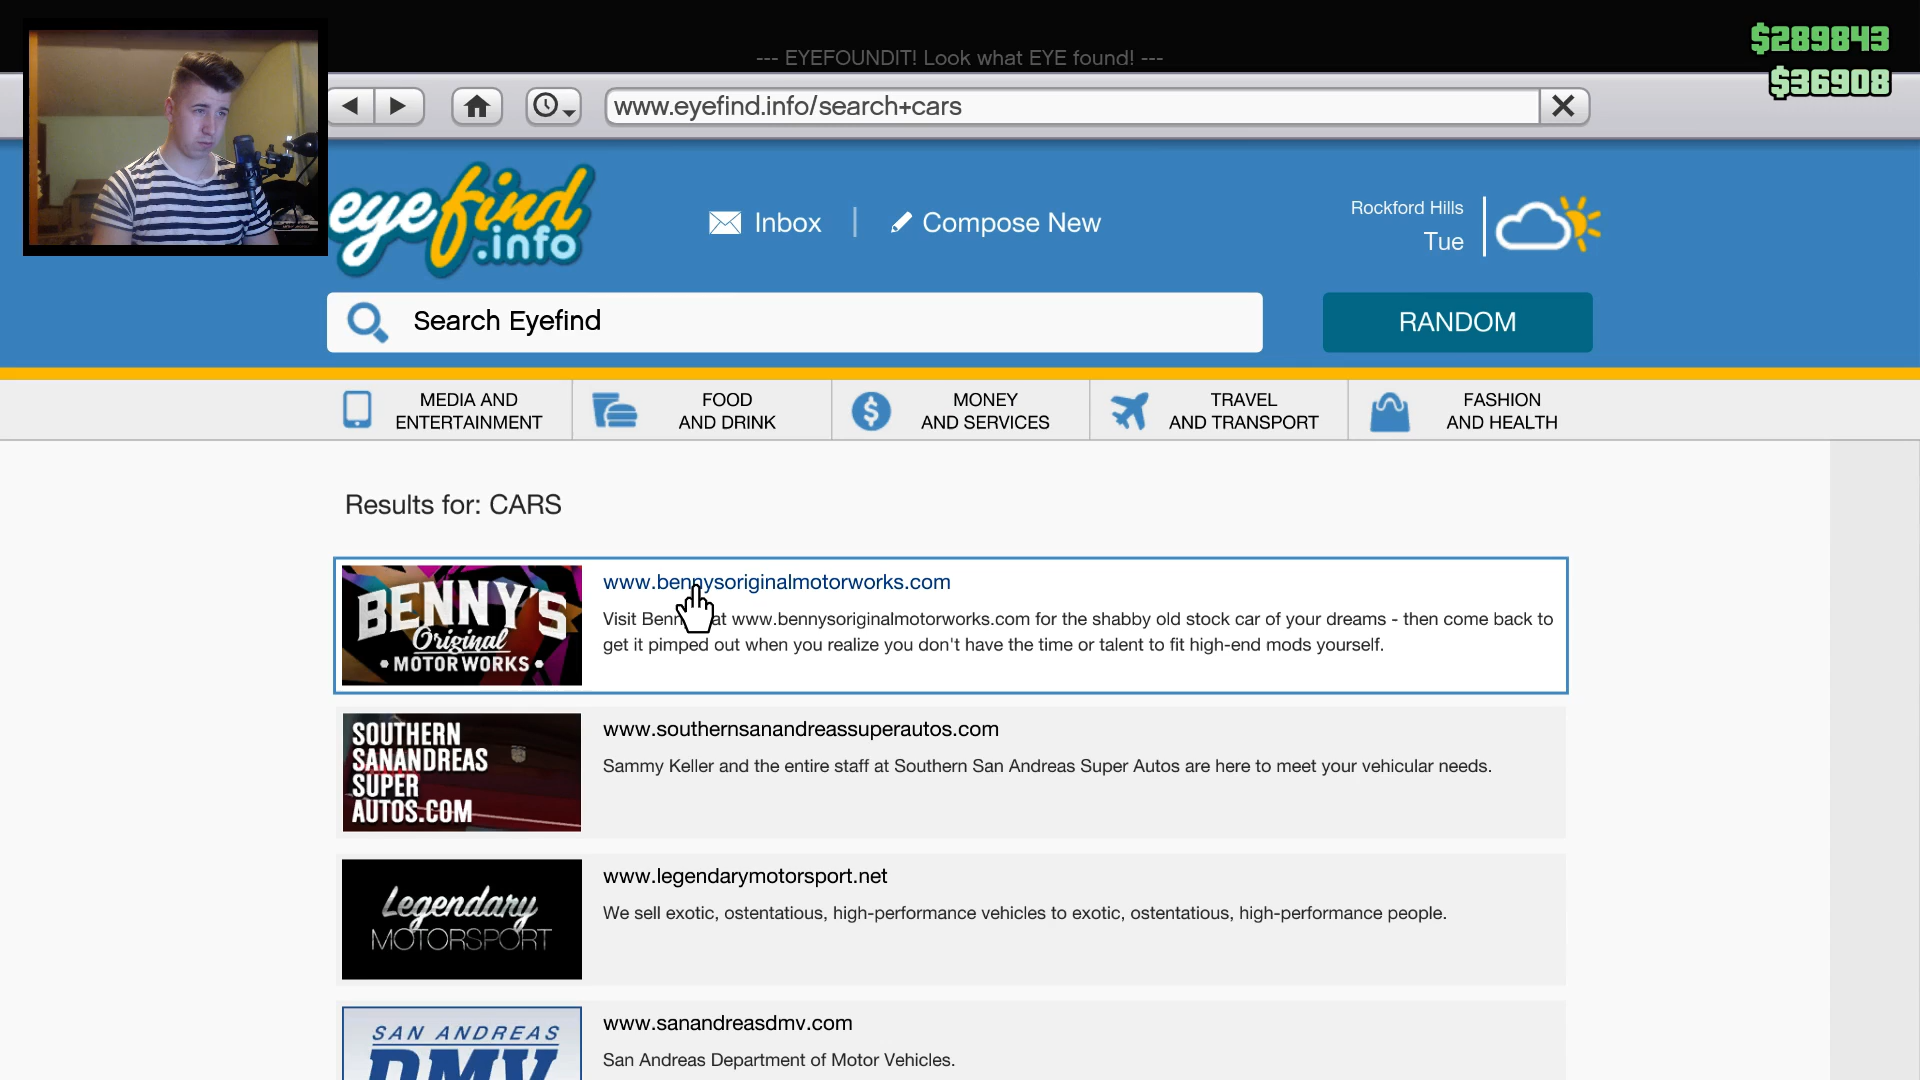 $289843
$36908
--- EYEFOUNDIT! Look what EYE found! ---
www.eyefind.info/search+cars
eyefind
.info
Inbox
Compose New
Rockford Hills
Tue
Search Eyefind
RANDOM
MEDIA AND
ENTERTAINMENT
FOOD
AND DRINK
MONEY
AND SERVICES
TRAVEL
AND TRANSPORT
FASHION
AND HEALTH
Results for: CARS
BENNY'S
Original
MOTOR WORKS
www.bennysoriginalmotorworks.com
Visit Benn at www.bennysoriginalmotorworks.com for the shabby old stock car of your dreams - then come back to
get it pimped out when you realize you don't have the time or talent to fit high-end mods yourself.
SOUTHERN
SANANDREAS
SUPER
AUTOS.COM
www.southernsanandreassuperautos.com
Sammy Keller and the entire staff at Southern San Andreas Super Autos are here to meet your vehicular needs.
Legendary
MOTORSPORT
www.legendarymotorsport.net
We sell exotic, ostentatious, high-performance vehicles to exotic, ostentatious, high-performance people.
SAN ANDREAS
DMV
www.sanandreasdmv.com
San Andreas Department of Motor Vehicles.